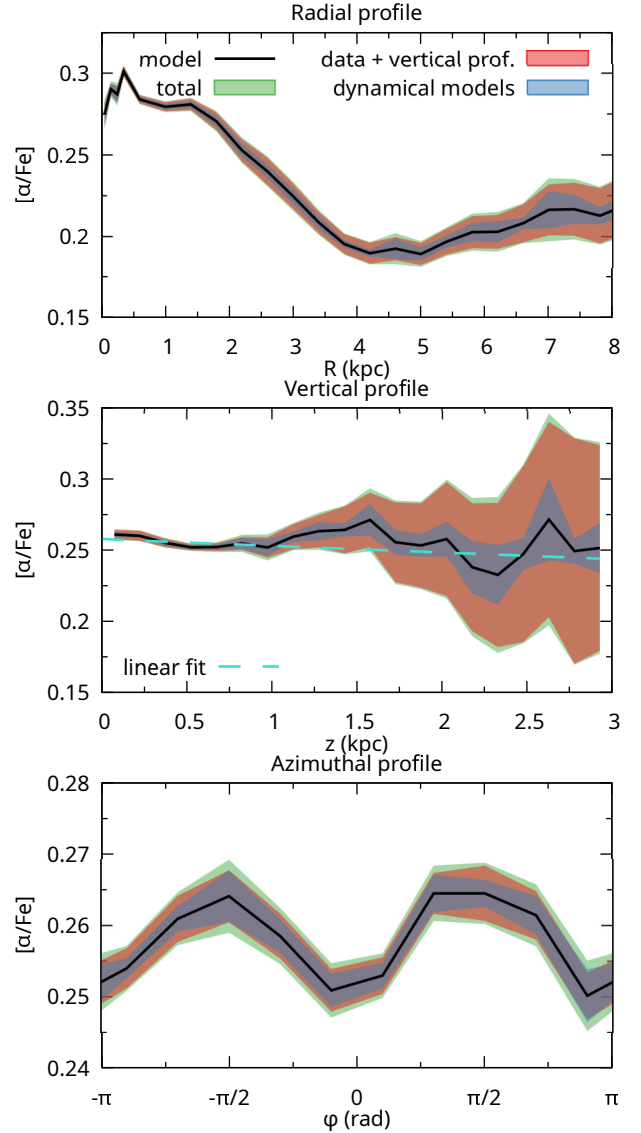 Radial profile
model
data + vertical prof.
total
dynamical models
[α/Fe]
0.3
0.25
0.2
0.15
0 1 2 3 4 5 6 7 8
R (kpc)
Vertical profile
[α/Fe]
0.35
0.3
0.25
0.2
0.15
linear fit
0 0.5 1 1.5 2 2.5 3
z (kpc)
Azimuthal profile
[α/Fe]
0.28
0.27
0.26
0.25
0.24
-π -π/2 0 π/2 π
φ (rad)